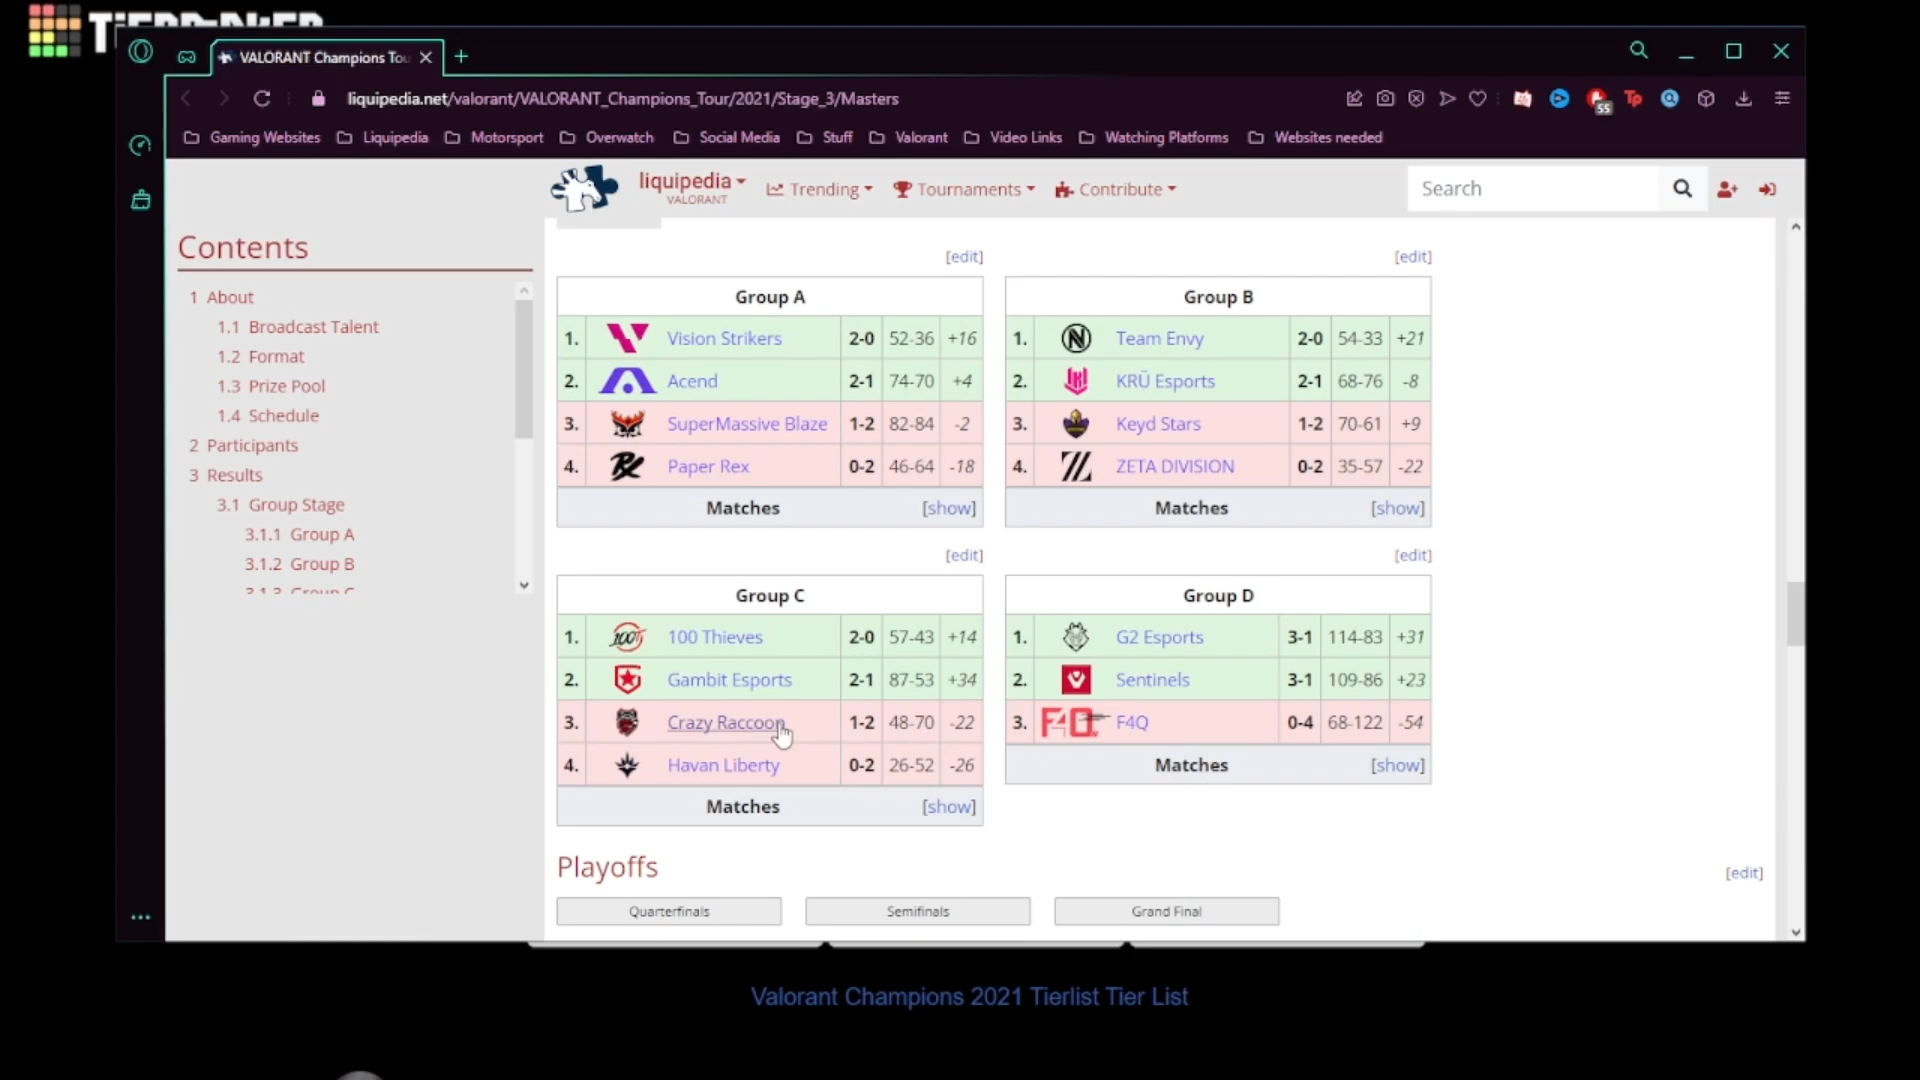 VALORANT Champions Tou
liquipedia.net/valorant/VALORANT_Champions_Tour/2021/Stage_3/Masters
55
Tp
Gaming Websites Liquipedia Motorsport Overwatch Social Media Stuff Valorant Video Links Watching Platforms Websites needed
liquipedia
VALORANT
Trending Tournaments Contribute
Search
Contents
1 About
1.1 Broadcast Talent
1.2 Format
1.3 Prize Pool
1.4 Schedule
2 Participants
3 Results
3.1 Group Stage
3.1.1 Group A
3.1.2 Group B
3.1.3 Group C
[edit]
Group A
1. Vision Strikers 2-0 52-36 +16
2. Acend 2-1 74-70 +4
3. SuperMassive Blaze 1-2 82-84 -2
4. Paper Rex 0-2 46-64 -18
Matches [show]
[edit]
Group B
1. Team Envy 2-0 54-33 +21
2. KRÜ Esports 2-1 68-76 -8
3. Keyd Stars 1-2 70-61 +9
4. ZETA DIVISION 0-2 35-57 -22
Matches [show]
[edit]
Group C
1. 100T 100 Thieves 2-0 57-43 +14
2. Gambit Esports 2-1 87-53 +34
3. Crazy Raccoon 1-2 48-70 -22
4. Havan Liberty 0-2 26-52 -26
Matches [show]
[edit]
Group D
1. G2 Esports 3-1 114-83 +31
2. Sentinels 3-1 109-86 +23
3. F4Q F4Q 0-4 68-122 -54
Matches [show]
Playoffs
[edit]
Quarterfinals Semifinals Grand Final
Valorant Champions 2021 Tierlist Tier List